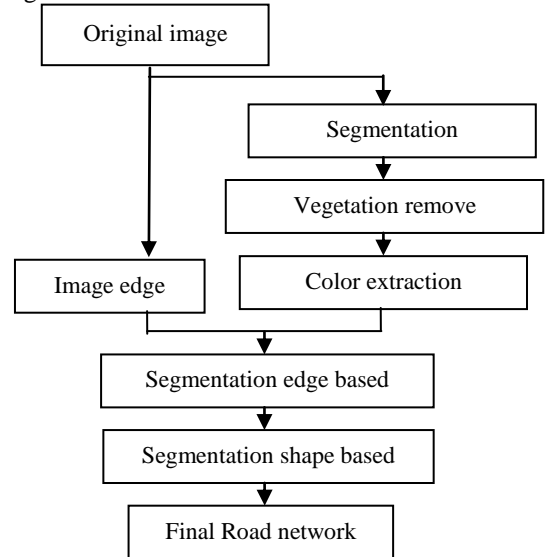 Original image
Segmentation
Vegetation remove
Image edge
Color extraction
Segmentation edge based
Segmentation shape based
Final Road network